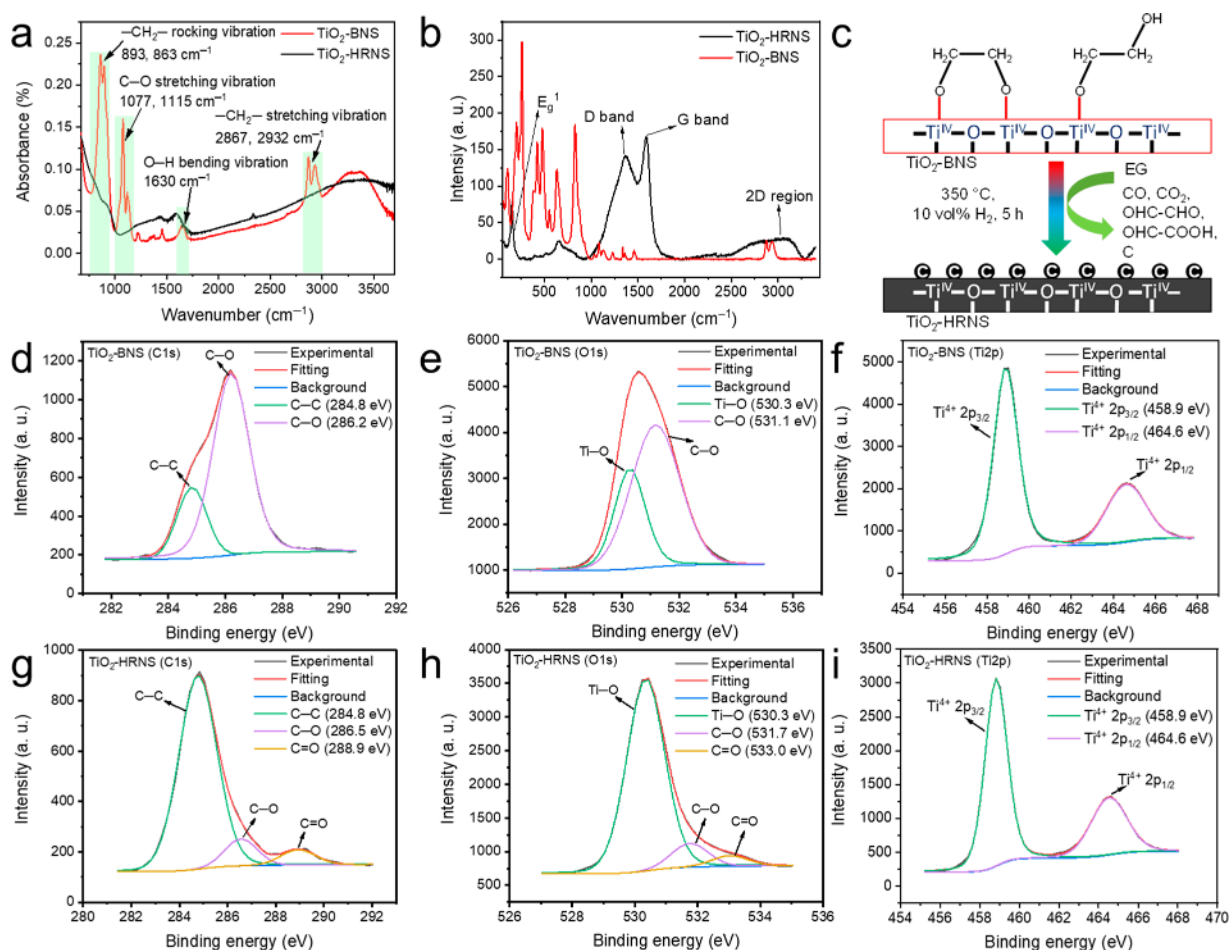 a
—CH₂— rocking vibration
893, 863 cm⁻¹
C—O stretching vibration
1077, 1115 cm⁻¹
O—H bending vibration
1630 cm⁻¹
—CH₂— stretching vibration
2867, 2932 cm⁻¹
TiO₂-BNS
TiO₂-HRNS
Absorbance (%)
0.25
0.20
0.15
0.10
0.05
0.00
1000 1500 2000 2500 3000 3500
Wavenumber (cm⁻¹)
b
TiO₂-HRNS
TiO₂-BNS
Eg¹
D band
G band
2D region
Intensity (a. u.)
300
250
200
150
100
50
0
500 1000 1500 2000 2500 3000
Wavenumber (cm⁻¹)
c
OH
H₂C—CH₂ CH₂—CH₂
O O O
—Tiᴵⱽ—O—Tiᴵⱽ—O—Tiᴵⱽ—O—Tiᴵⱽ—
TiO₂-BNS
350 °C,
10 vol% H₂, 5 h
EG
CO, CO₂,
OHC-CHO,
OHC-COOH,
C
C C C C C C C C
—Tiᴵⱽ—O—Tiᴵⱽ—O—Tiᴵⱽ—O—Tiᴵⱽ—
TiO₂-HRNS
d
TiO₂-BNS (C1s)
C—O
C—C
Experimental
Fitting
Background
C—C (284.8 eV)
C—O (286.2 eV)
Intensity (a. u.)
1200
1000
800
600
400
200
0
282 284 286 288 290 292
Binding energy (eV)
e
TiO₂-BNS (O1s)
Ti—O
C—O
Experimental
Fitting
Background
Ti—O (530.3 eV)
C—O (531.1 eV)
Intensity (a. u.)
6000
5000
4000
3000
2000
1000
526 528 530 532 534 536
Binding energy (eV)
f
TiO₂-BNS (Ti2p)
Ti⁴⁺ 2p₃/₂
Ti⁴⁺ 2p₁/₂
Experimental
Fitting
Background
Ti⁴⁺ 2p₃/₂ (458.9 eV)
Ti⁴⁺ 2p₁/₂ (464.6 eV)
Intensity (a. u.)
5000
4000
3000
2000
1000
0
454 456 458 460 462 464 466 468
Binding energy (eV)
g
TiO₂-HRNS (C1s)
C—C
C—O
C=O
Experimental
Fitting
Background
C—C (284.8 eV)
C—O (286.5 eV)
C=O (288.9 eV)
Intensity (a. u.)
1000
800
600
400
200
0
280 282 284 286 288 290 292
Binding energy (eV)
h
TiO₂-HRNS (O1s)
Ti—O
C—O
C=O
Experimental
Fitting
Background
Ti—O (530.3 eV)
C—O (531.7 eV)
C=O (533.0 eV)
Intensity (a. u.)
4000
3500
3000
2500
2000
1500
1000
500
526 528 530 532 534 536
Binding energy (eV)
i
TiO₂-HRNS (Ti2p)
Ti⁴⁺ 2p₃/₂
Ti⁴⁺ 2p₁/₂
Experimental
Fitting
Background
Ti⁴⁺ 2p₃/₂ (458.9 eV)
Ti⁴⁺ 2p₁/₂ (464.6 eV)
Intensity (a. u.)
3500
3000
2500
2000
1500
1000
500
0
454 456 458 460 462 464 466 468 470
Binding energy (eV)